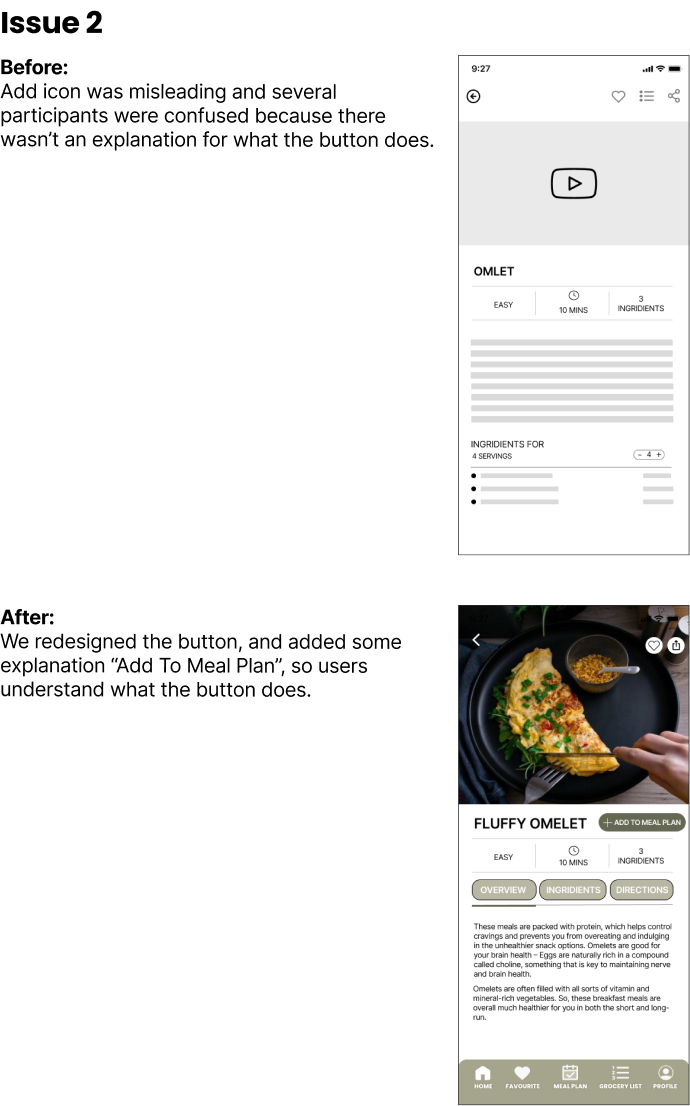 Issue 2
Before:
Add icon was misleading and several
participants were confused because there
wasn't an explanation for what the button does.
9:27
OMLET
EASY
10 MINS
3
INGRIDIENTS
INGRIDIENTS FOR
4 SERVINGS
− 4 +
After:
We redesigned the button, and added some
explanation “Add To Meal Plan”, so users
understand what the button does.
FLUFFY OMELET
+ ADD TO MEAL PLAN
EASY
10 MINS
3
INGRIDIENTS
OVERVIEW
INGRIDIENTS
DIRECTIONS
These meals are packed with protein, which helps control
cravings and prevents you from overeating and indulging
in the unhealthier snack options. Omelets are good for
your brain health – Eggs are naturally rich in a compound
called choline, something that is key to maintaining nerve
and brain health.
Omelets are often filled with all sorts of vitamin and
mineral-rich vegetables. So, these breakfast meals are
overall much healthier for you in both the short and long-
run.
HOME
FAVOURITE
MEAL PLAN
GROCERY LIST
PROFILE